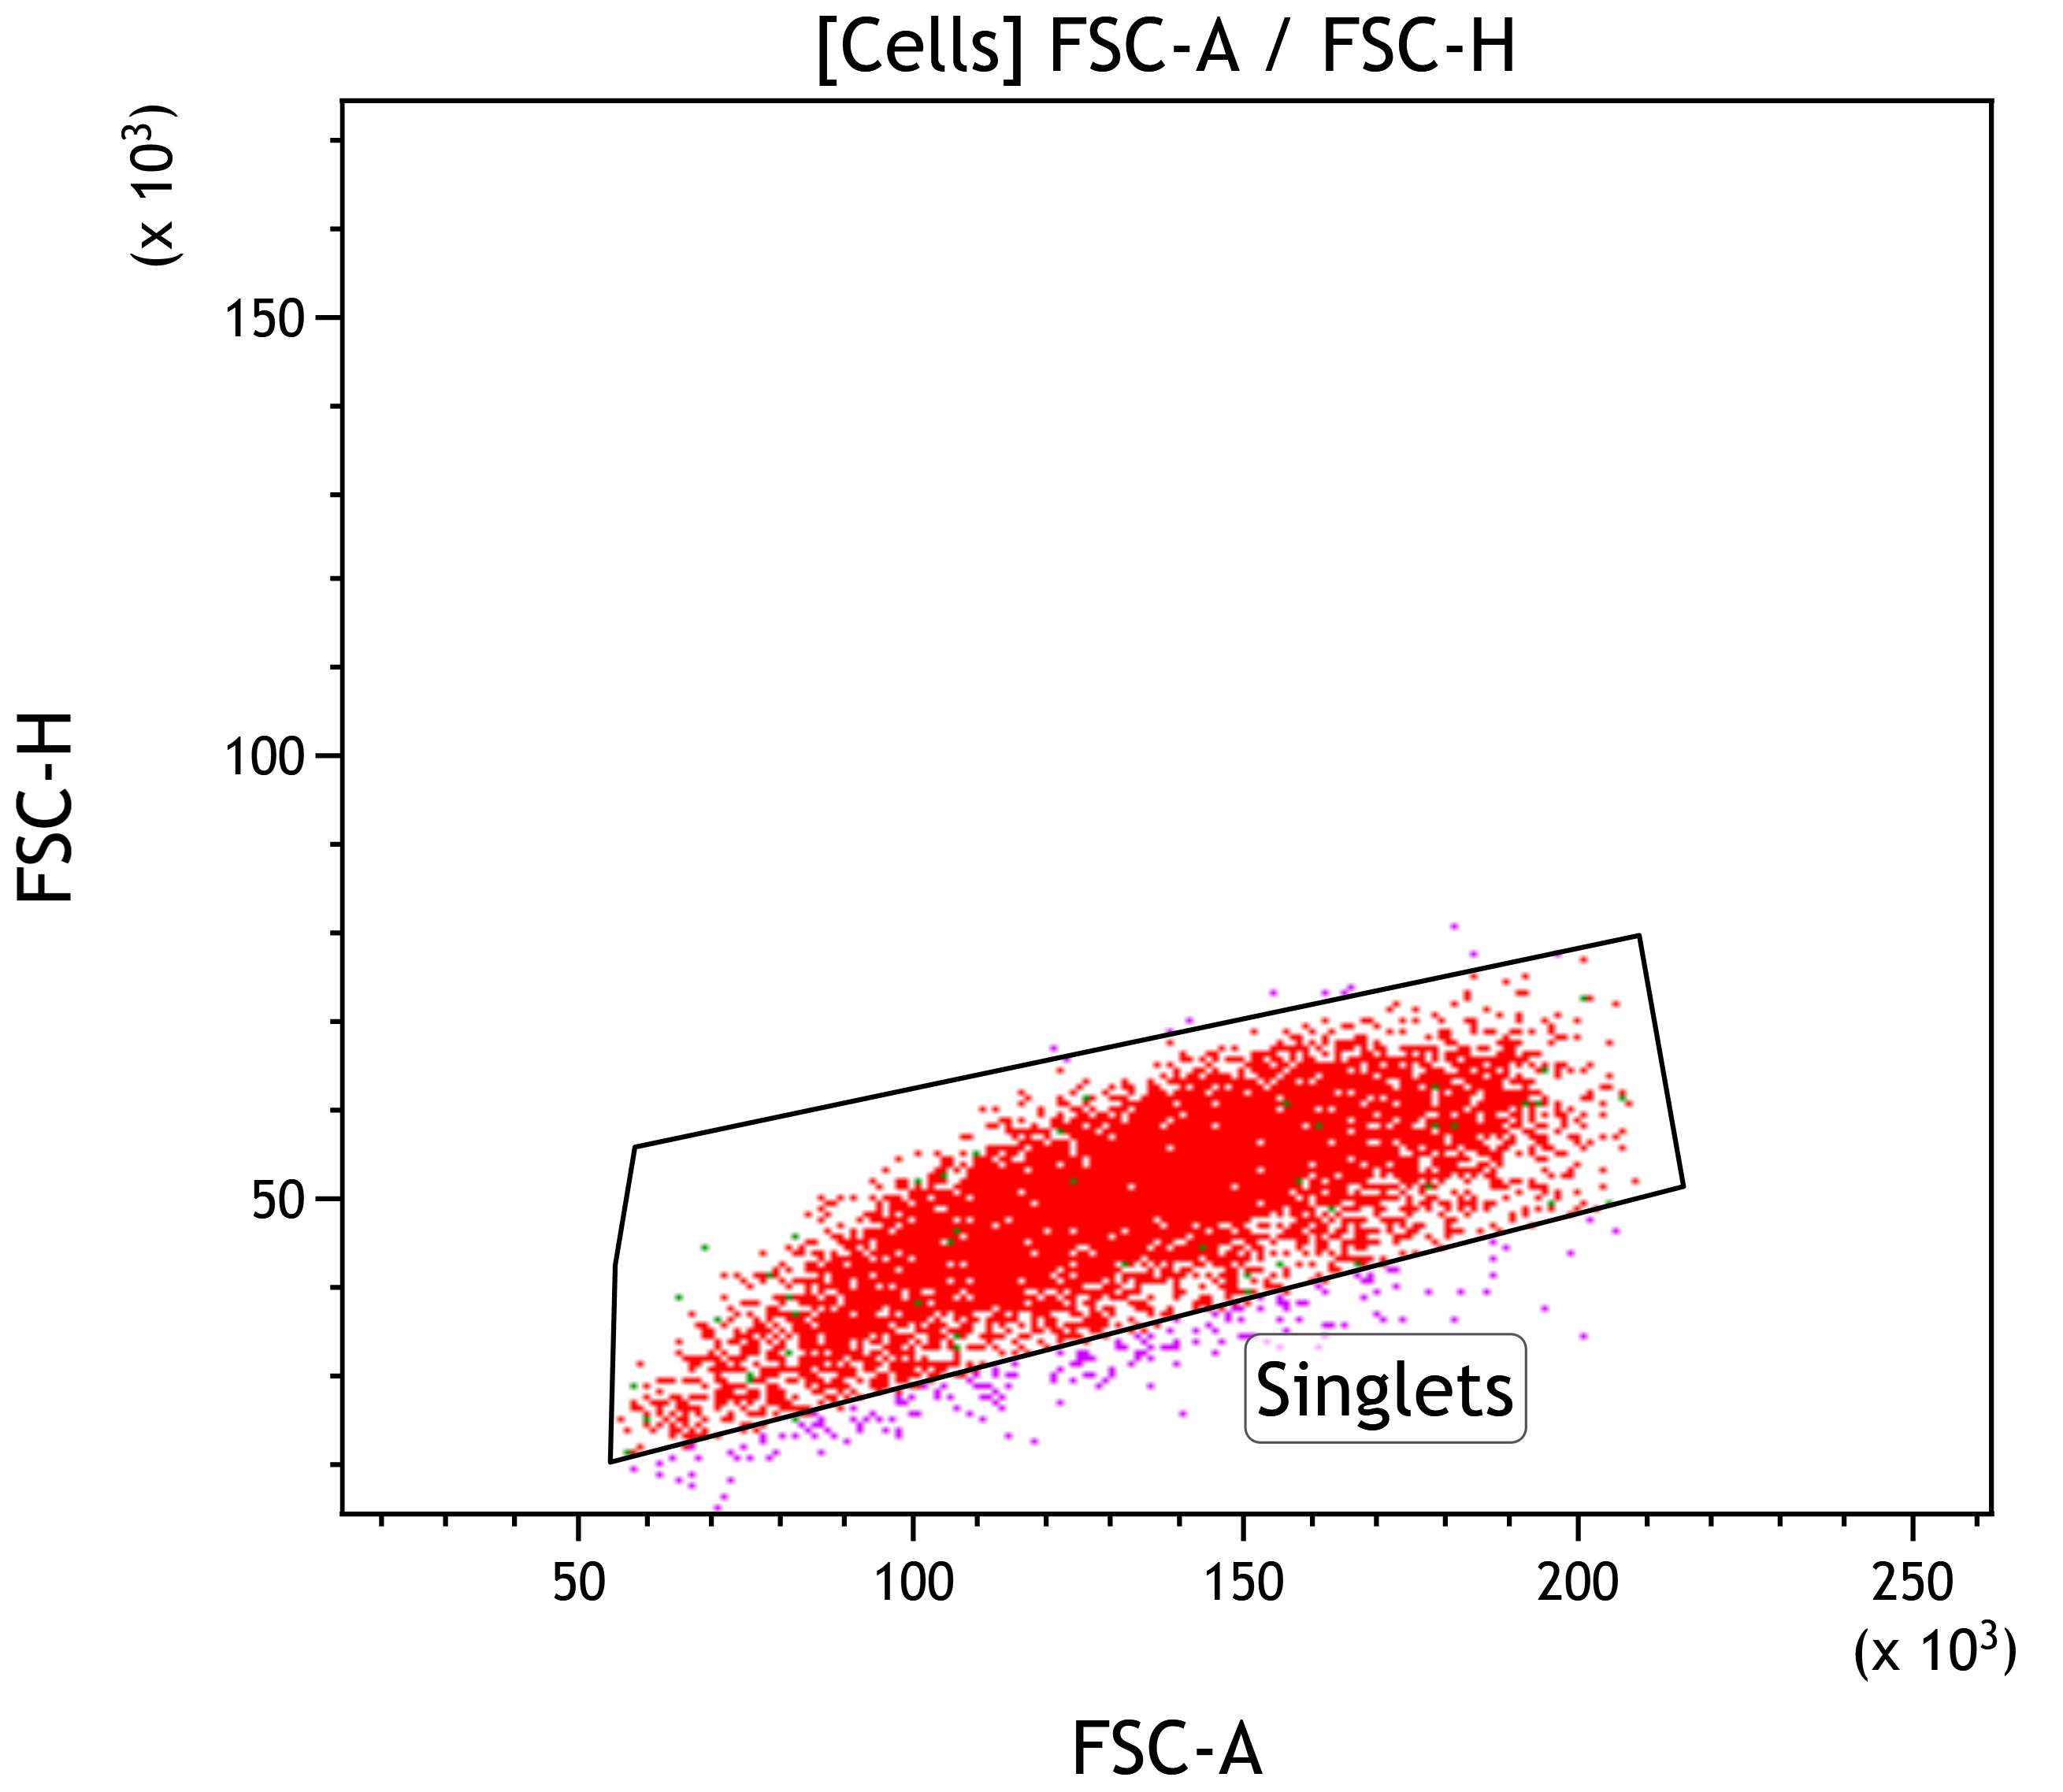 [Cells] FSC-A / FSC-H
(x 10³)
150
100
50
FSC-H
Singlets
50 100 150 200 250
(x 10³)
FSC-A